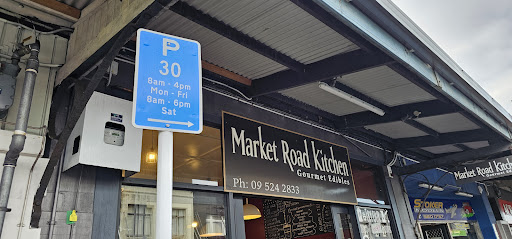 P
30
8am - 4pm
Mon - Fri
8am - 6pm
Sat
Market Road Kitchen
Gourmet Edibles
Ph: 09 524 2833
Market Road Kitchen
STOKER